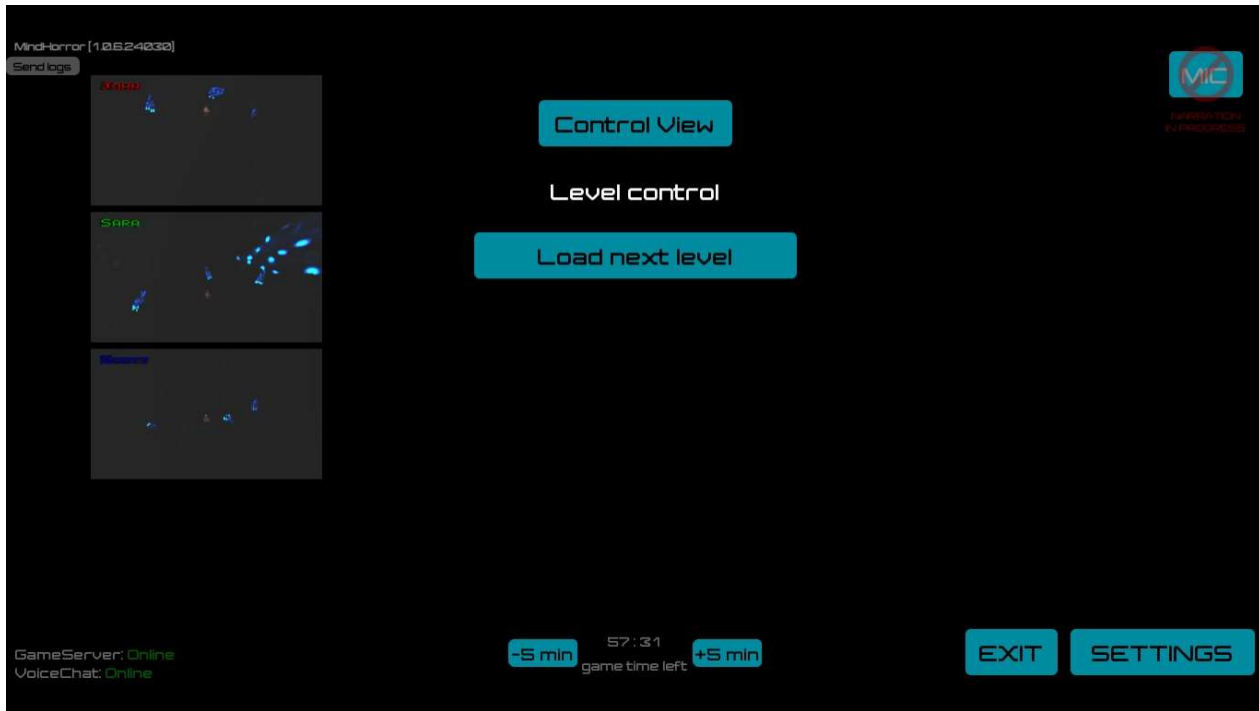 MindHorror [1.0.6.24030]
Send logs
MIC
NARRATION
IN PROGRESS
Control View
SARA
Level control
Load next level
57:31
-5 min
+5 min
game time left
EXIT
SETTINGS
GameServer: Online
VoiceChat: Online